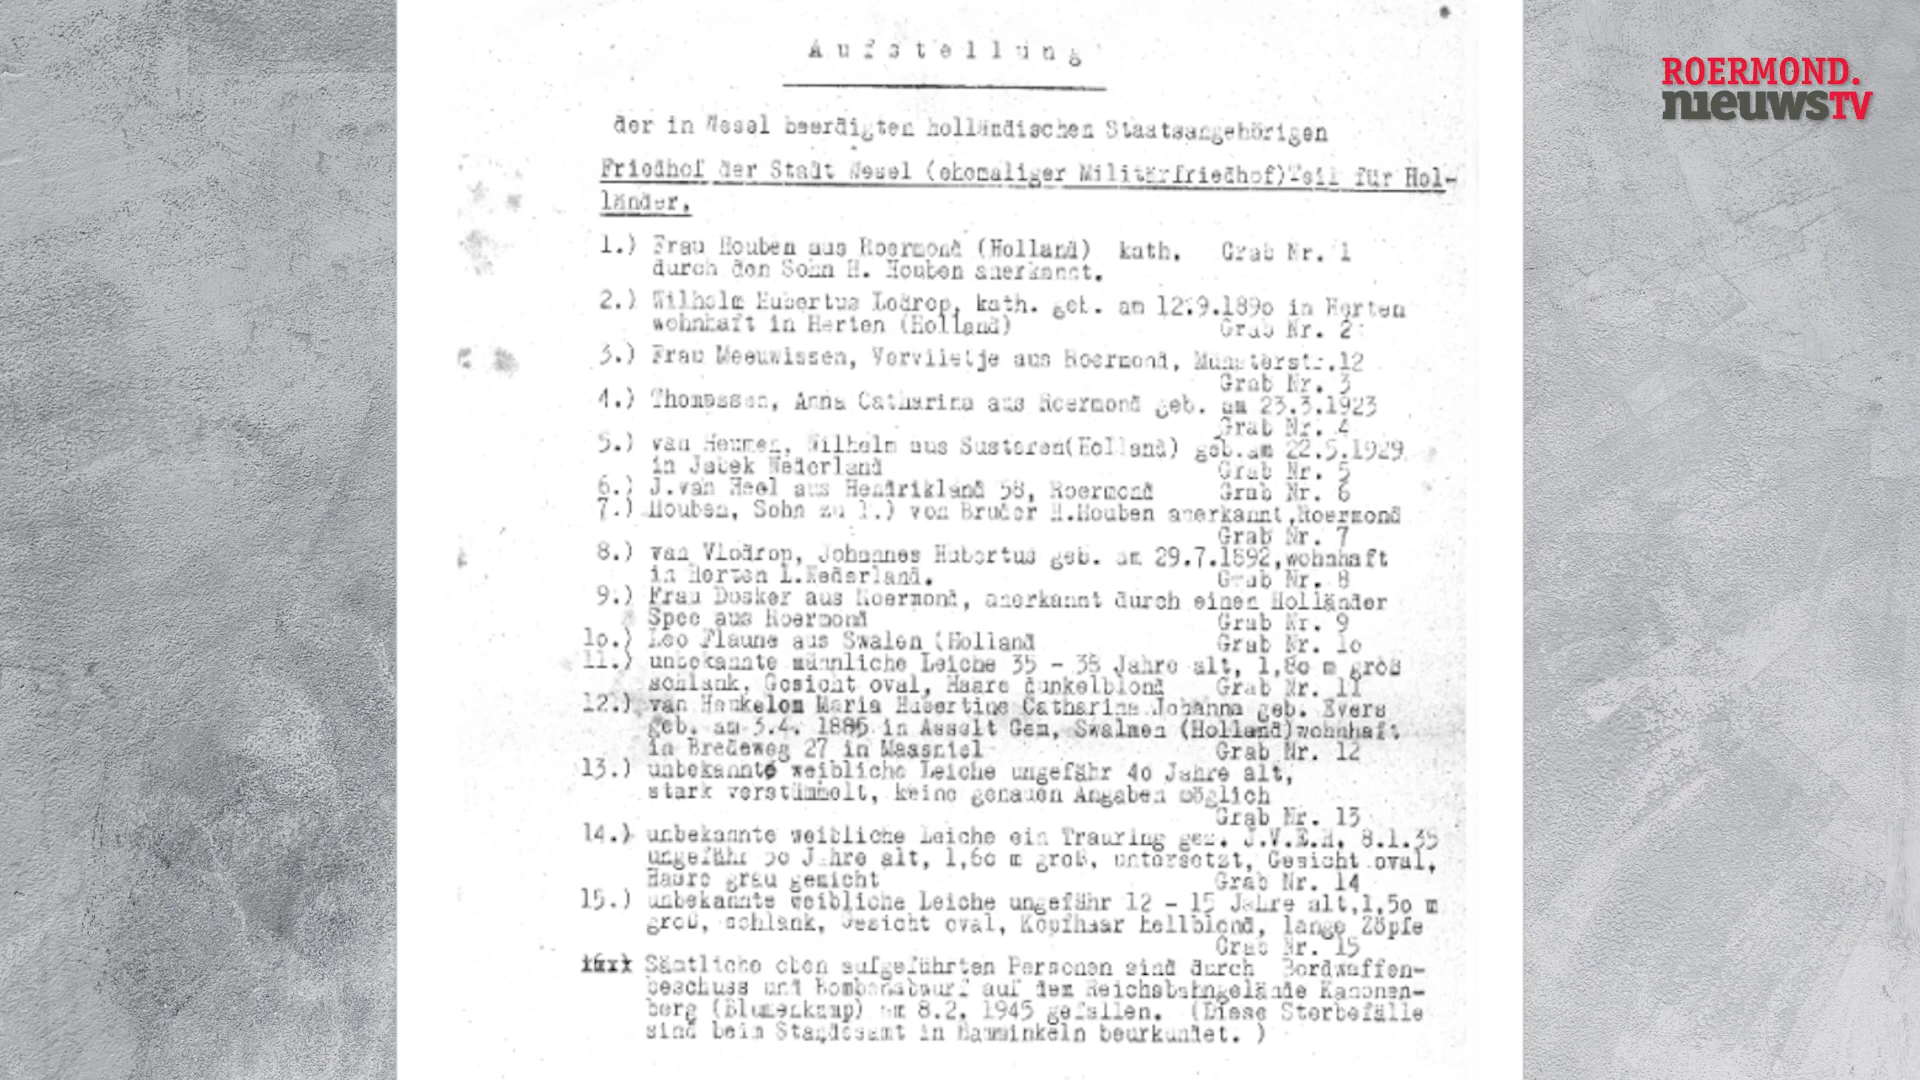 Aufstellung
der in Wesel beerdigten holländischen Staatsangehörigen
Friedhof der Stadt Wesel (ehemaliger Militärfriedhof)Teil für Hol-
länder.
1.) Frau Houben aus Roermond (Holland) kath. Grab Nr. 1
durch den Sohn H. Houben anerkannt.
2.) Wilhelm Hubertus Lodrop, kath. geb. am 12.9.189o in Herten
wohnhaft in Herten (Holland) Grab Nr. 2
3.) Frau Meeuwissen, Vervlietje aus Roermond, Munsterstr.12
Grab Nr. 3
4.) Thomassen, Anna Catharina aus Roermond geb. am 23.3.1923
Grab Nr. 4
5.) van Heumen, Wilhelm aus Susteren(Holland) geb.am 22.5.1929
in Jabek Nederland Grab Nr. 5
6.) J.van Heel aus Hendrikland 58, Roermond Grab Nr. 6
7.) Houben, Sohn zu 1.) von Bruder H.Houben anerkannt,Roermond
Grab Nr. 7
8.) van Vlodrop, Johannes Hubertus geb. am 29.7.1892,wohnhaft
in Herten L.Nederland. Grab Nr. 8
9.) Frau Dosker aus Roermond, anerkannt durch einen Holländer
Spee aus Roermond Grab Nr. 9
1o.) Leo Flaune aus Swalen (Holland Grab Nr. 1o
11.) unbekannte männliche Leiche 35 - 38 Jahre alt, 1,8o m groß
schlank, Gesicht oval, Haare dunkelblond Grab Nr. 11
12.) van Heukelom Maria Hubertine Catharina Johanna geb. Evers
geb. am 3.4. 1885 in Asselt Gem, Swalmen (Holland)wohnhaft
in Bredeweg 27 in Maasniel Grab Nr. 12
13.) unbekannte weibliche Leiche ungefähr 4o Jahre alt,
stark verstümmelt, keine genauen Angaben möglich
Grab Nr. 13
14.) unbekannte weibliche Leiche ein Trauring gez. J.V.E.H. 8.1.35
ungefähr 5o Jahre alt, 1,6o m groß, untersetzt, Gesicht oval,
Haare grau gemicht Grab Nr. 14
15.) unbekannte weibliche Leiche ungefähr 12 - 15 Jahre alt,1,5o m
groß, schlank, Gesicht oval, Kopfhaar hellblond, lange Zöpfe
Grab Nr. 15
Sämtliche oben aufgeführten Personen sind durch Bordwaffen-
beschuss und Bombenabwurf auf dem Reichsbahngelände Kanonen-
berg (Blumenkamp) am 8.2. 1945 gefallen. (Diese Sterbefälle
sind beim Standesamt in Hamminkeln beurkundet. )
ROERMOND.
nieuwsTV